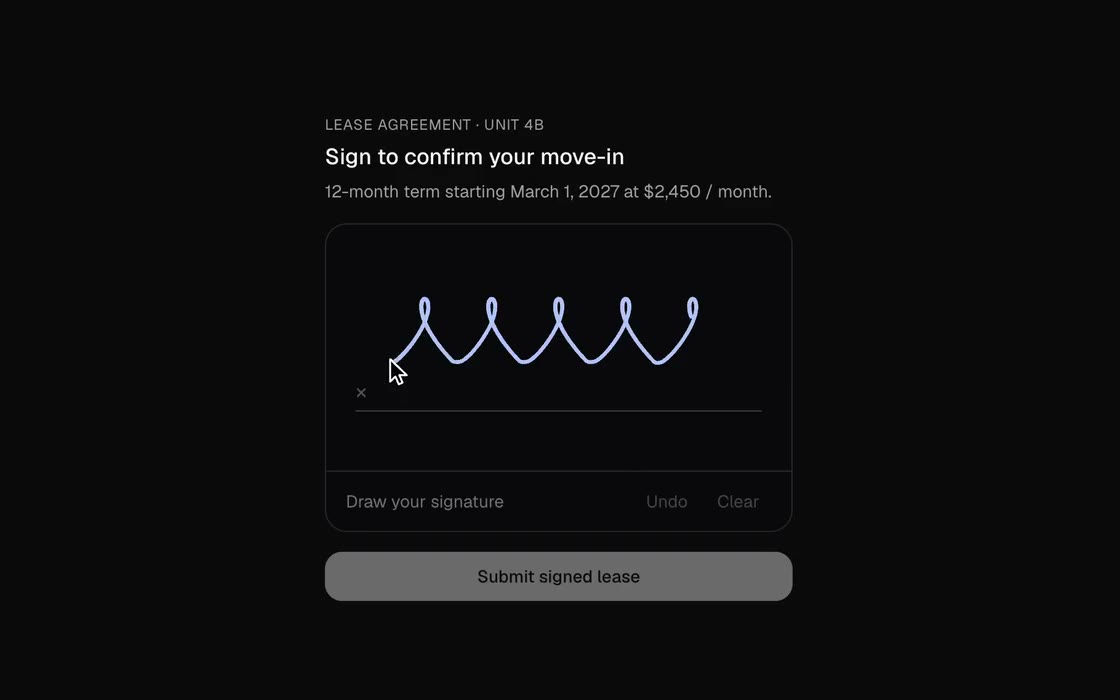 LEASE AGREEMENT · UNIT 4B
Sign to confirm your move-in
12-month term starting March 1, 2027 at $2,450 / month.
×
Draw your signature
Undo
Clear
Submit signed lease